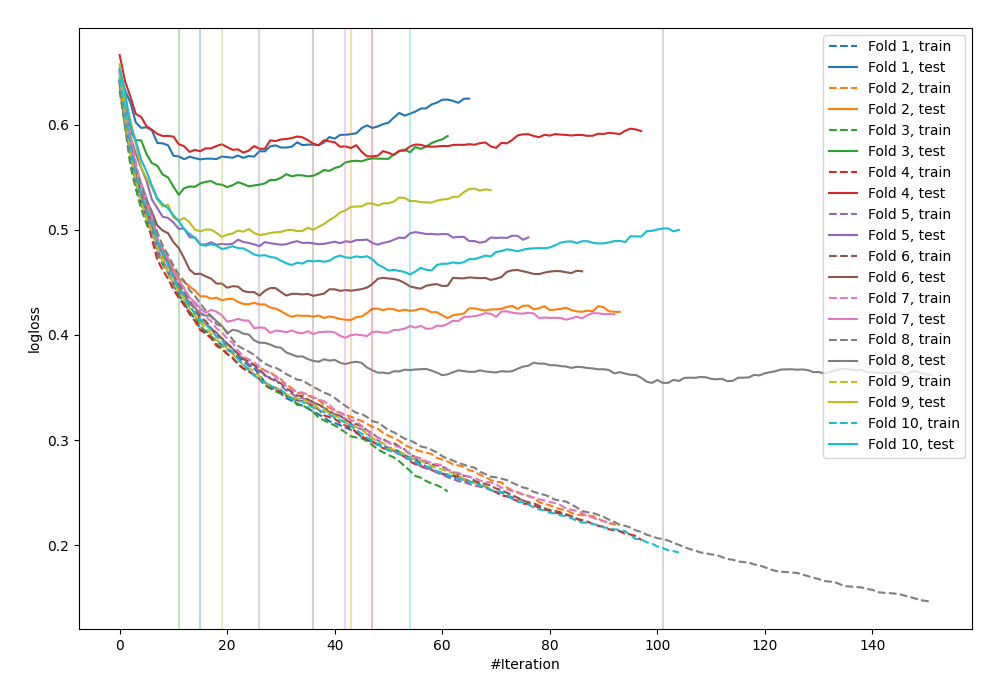 Fold 1, train
Fold 1, test
Fold 2, train
Fold 2, test
Fold 3, train
Fold 3, test
Fold 4, train
Fold 4, test
Fold 5, train
Fold 5, test
Fold 6, train
Fold 6, test
Fold 7, train
Fold 7, test
Fold 8, train
Fold 8, test
Fold 9, train
Fold 9, test
Fold 10, train
Fold 10, test
logloss
0.6
0.5
0.4
0.3
0.2
0 20 40 60 80 100 120 140
#Iteration